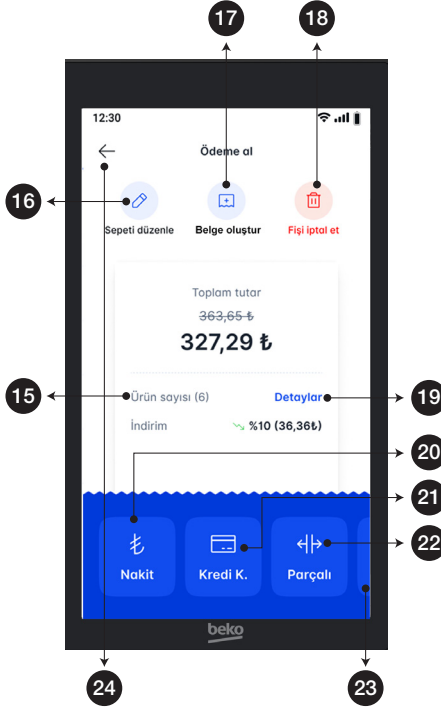 17
18
12:30
Ödeme al
16
Sepeti düzenle
Belge oluştur
Fişi iptal et
Toplam tutar
363,65 ₺
327,29 ₺
15
Ürün sayısı (6)
Detaylar
19
İndirim
%10 (36,36₺)
20
21
22
₺
Nakit
Kredi K.
Parçalı
beko
24
23